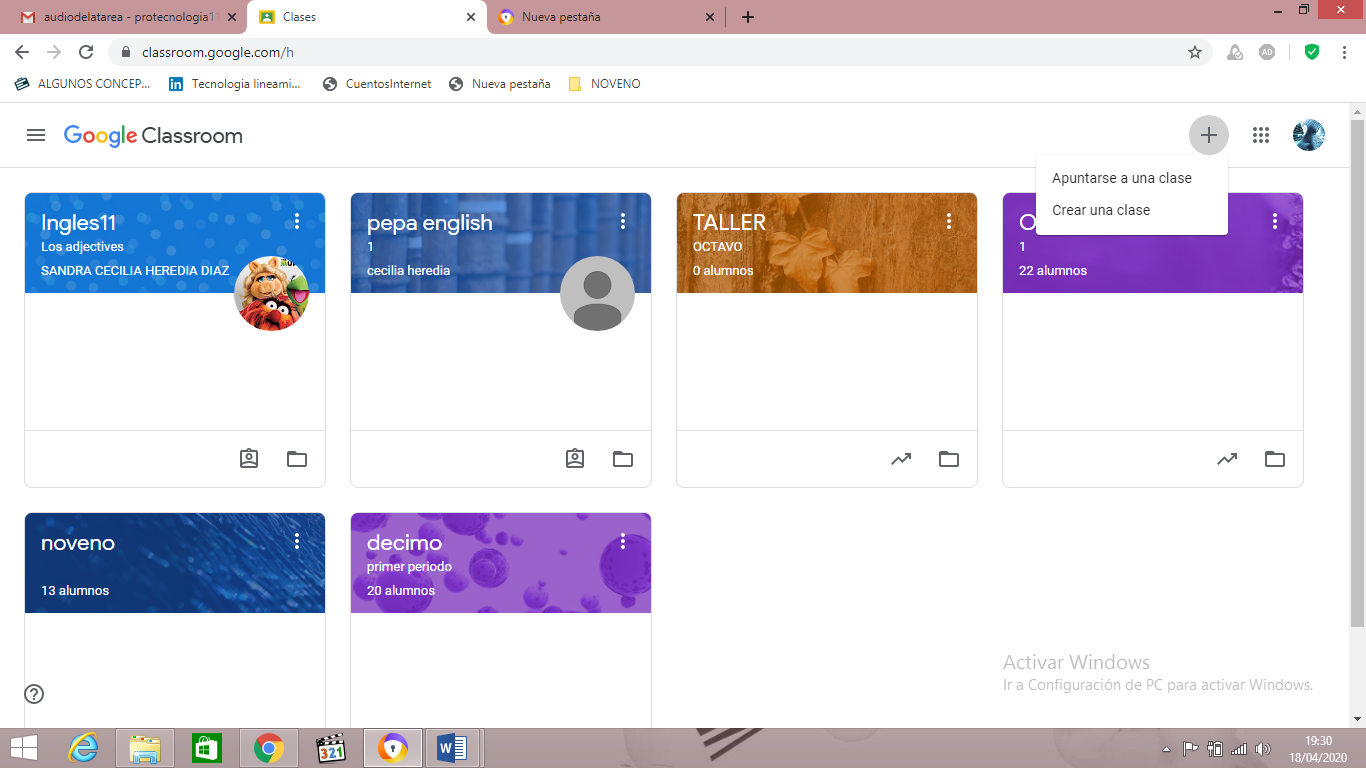 audiodelatarea - protecnologia11
Clases
Nueva pestaña
classroom.google.com/h
ALGUNOS CONCEP...
Tecnologia lineami...
CuentosInternet
Nueva pestaña
NOVENO
Google Classroom
Apuntarse a una clase
Crear una clase
Ingles11
Los adjectives
SANDRA CECILIA HEREDIA DIAZ
pepa english
1
cecilia heredia
TALLER
OCTAVO
0 alumnos
1
22 alumnos
noveno
13 alumnos
decimo
primer periodo
20 alumnos
Activar Windows
Ir a Configuración de PC para activar Windows.
321
19:30
18/04/2020